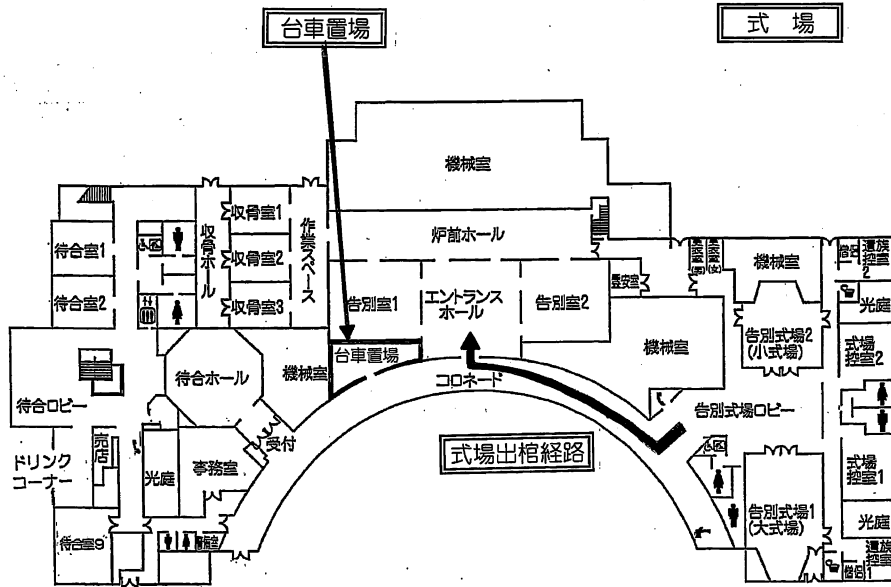 台車置場
式 場
機械室
炉前ホール
収骨室1
収骨室2
収骨室3
収骨ホール
作業スペース
待合室1
待合室2
告別室1
エントランス
ホール
告別室2
霊安室
機械室
僧侶
遺族
控室
2
光庭
告別式場2
(小式場)
式場
控室2
台車置場
機械室
待合ホール
機械室
コロネード
待合ロビー
告別式場ロビー
売店
受付
ドリンク
コーナー
光庭
事務室
式場出棺経路
式場
控室1
告別式場1
(大式場)
光庭
待合室9
遺族
控室
1
僧侶